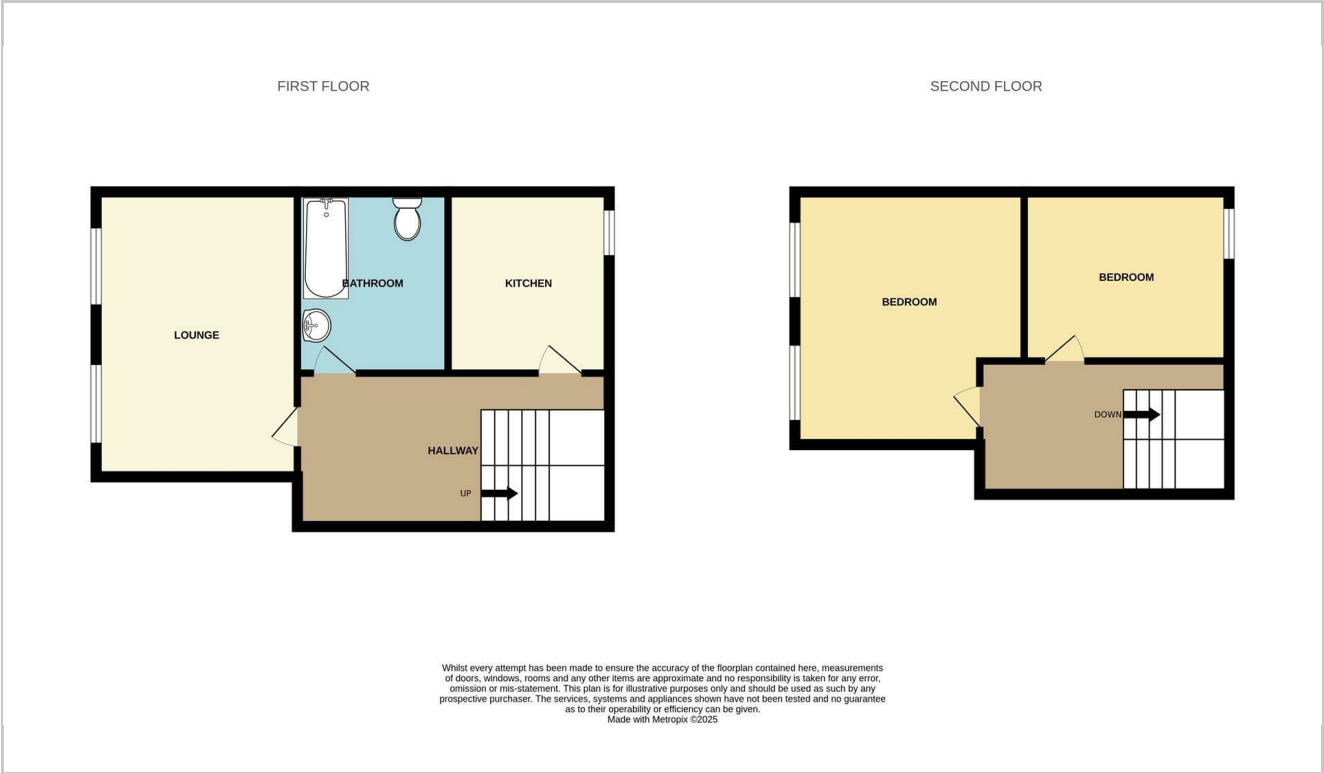 FIRST FLOOR
SECOND FLOOR
LOUNGE
BATHROOM
KITCHEN
HALLWAY
UP
BEDROOM
BEDROOM
DOWN
Whilst every attempt has been made to ensure the accuracy of the floorplan contained here, measurements
of doors, windows, rooms and any other items are approximate and no responsibility is taken for any error,
omission or mis-statement. This plan is for illustrative purposes only and should be used as such by any
prospective purchaser. The services, systems and appliances shown have not been tested and no guarantee
as to their operability or efficiency can be given.
Made with Metropix ©2025